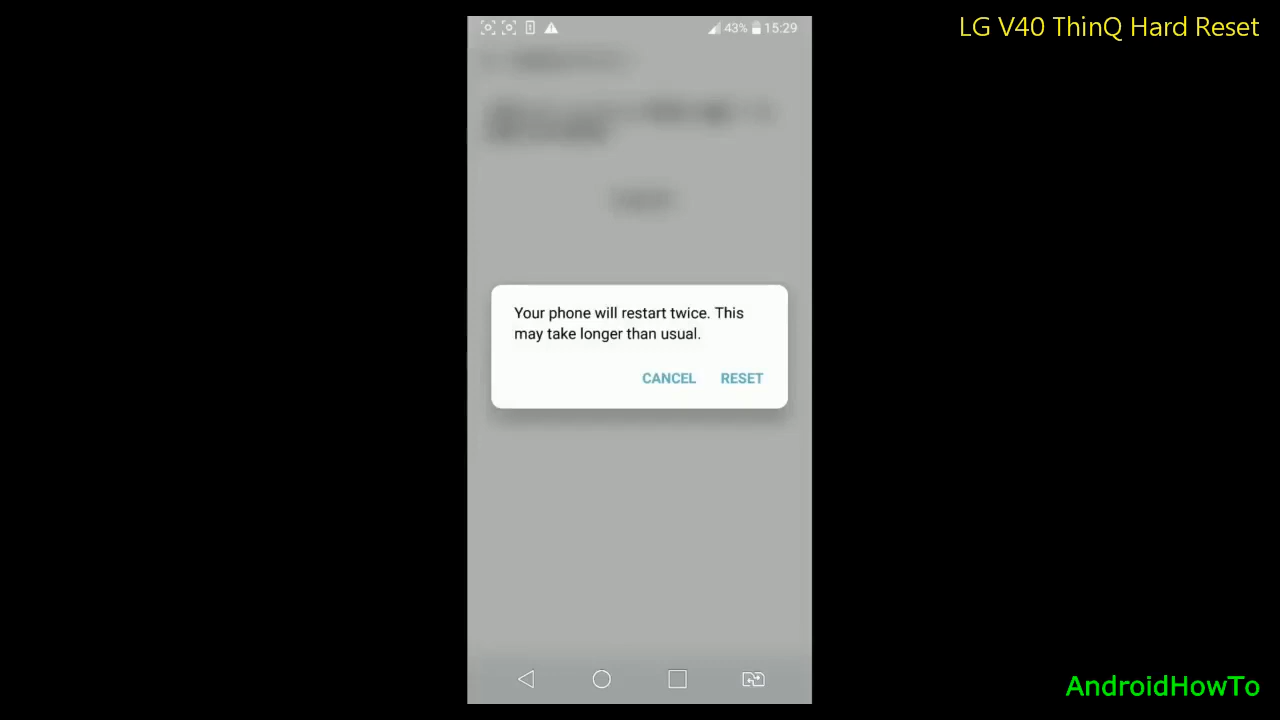 LG V40 ThinQ Hard Reset
43% 15:29
Your phone will restart twice. This
may take longer than usual.
CANCEL RESET
AndroidHowTo